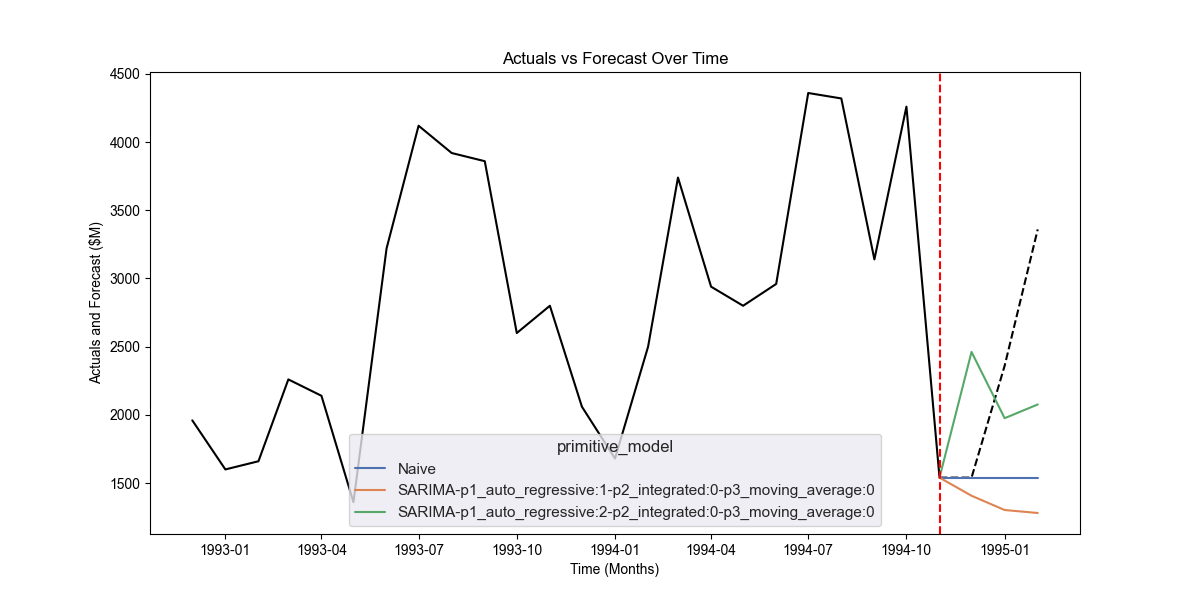 Actuals vs Forecast Over Time
4500
4000
3500
3000
2500
2000
1500
Actuals and Forecast ($M)
primitive_model
Naive
SARIMA-p1_auto_regressive:1-p2_integrated:0-p3_moving_average:0
SARIMA-p1_auto_regressive:2-p2_integrated:0-p3_moving_average:0
1993-01 1993-04 1993-07 1993-10 1994-01 1994-04 1994-07 1994-10 1995-01
Time (Months)